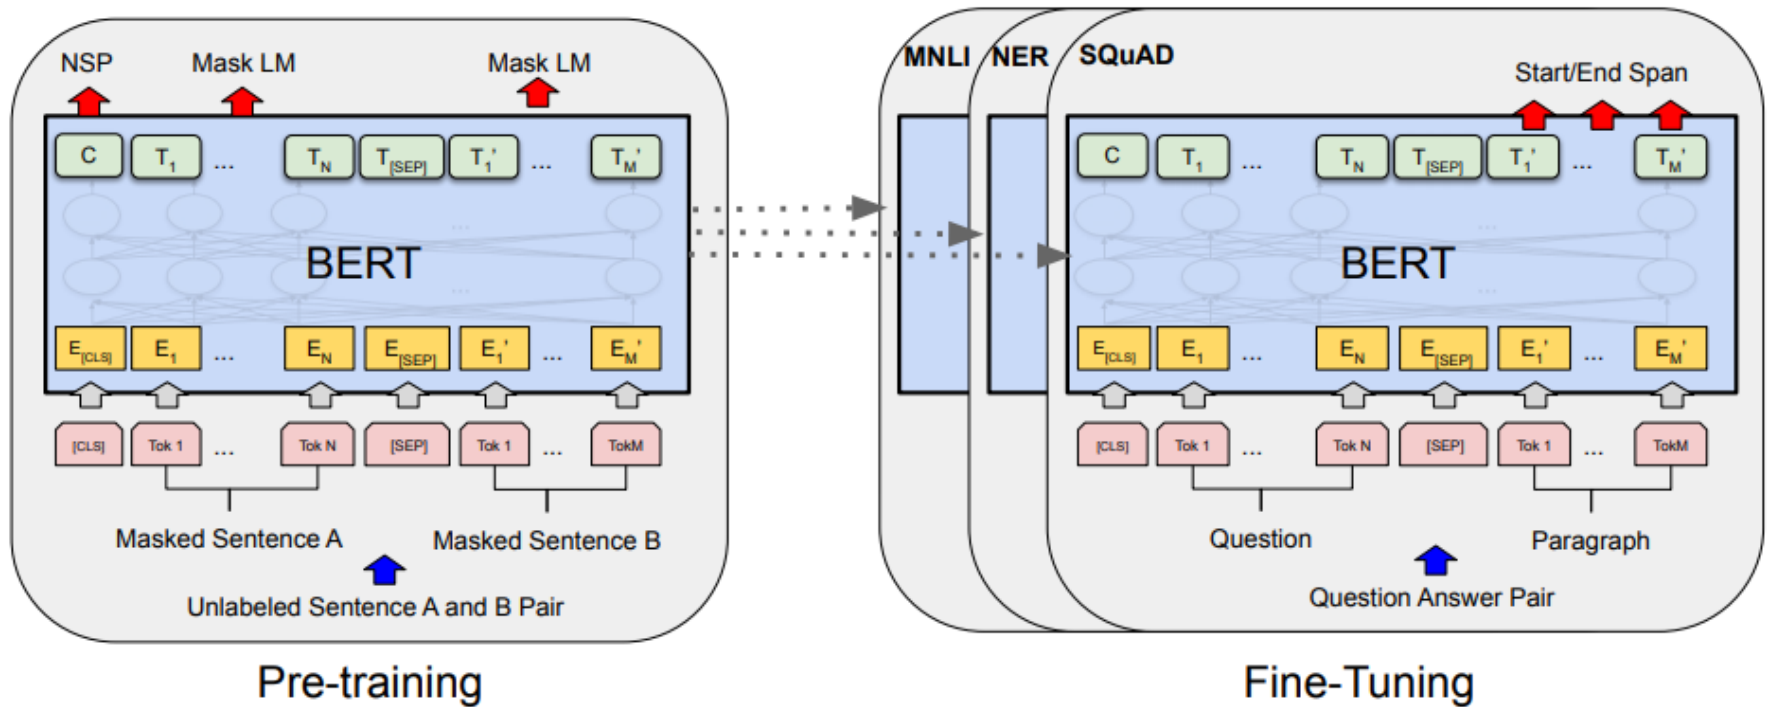 NSP Mask LM Mask LM
C T1 ... TN T[SEP] T1’ ... TM’
...
BERT
...
E[CLS] E1 ... EN E[SEP] E1’ ... EM’
[CLS] Tok 1 ... Tok N [SEP] Tok 1 ... TokM
Masked Sentence A Masked Sentence B
Unlabeled Sentence A and B Pair
Pre-training
MNLI NER SQuAD
Start/End Span
C T1 ... TN T[SEP] T1’ ... TM’
...
BERT
...
E[CLS] E1 ... EN E[SEP] E1’ ... EM’
[CLS] Tok 1 ... Tok N [SEP] Tok 1 ... TokM
Question Paragraph
Question Answer Pair
Fine-Tuning